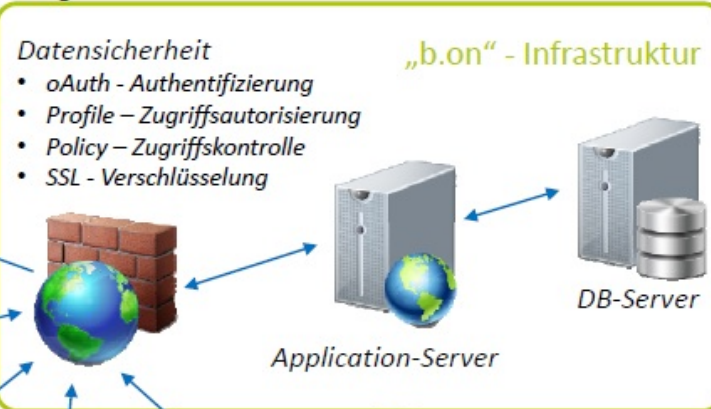 Datensicherheit
„b.on“ - Infrastruktur
• oAuth - Authentifizierung
• Profile – Zugriffsautorisierung
• Policy – Zugriffskontrolle
• SSL - Verschlüsselung
DB-Server
Application-Server